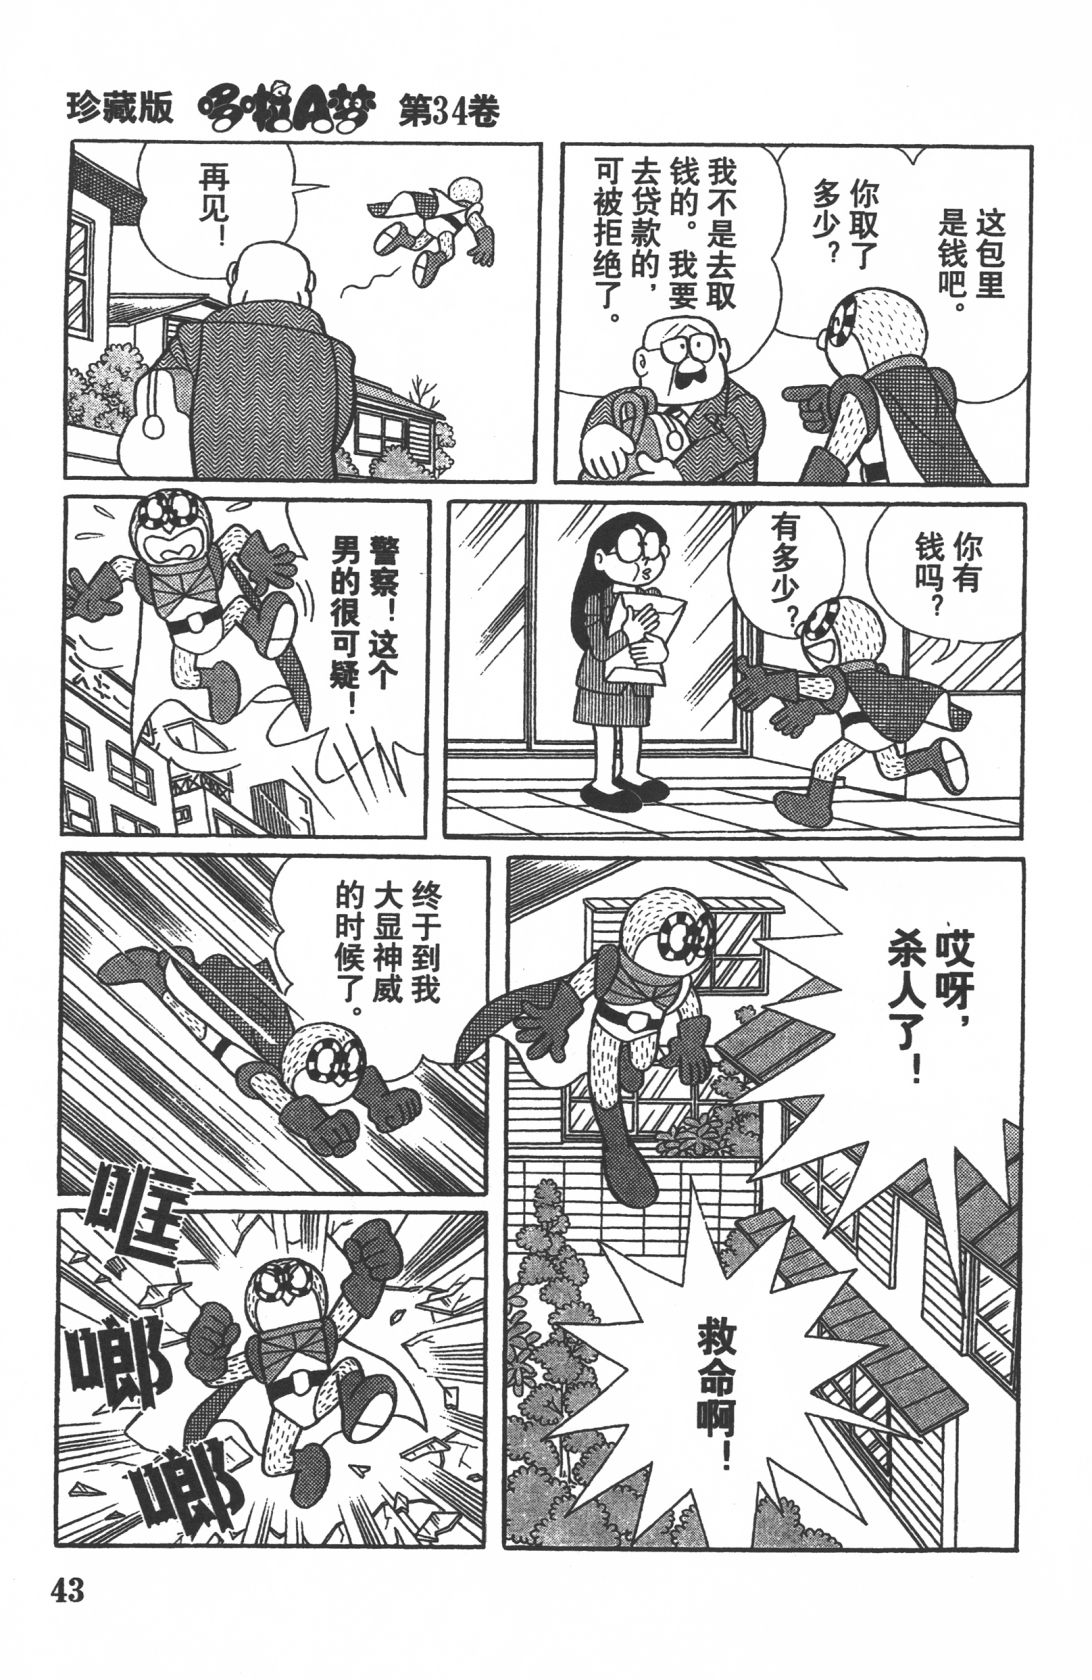 珍藏版 哆啦A梦 第34卷
这包里
是钱吧。
你取了
多少？
我不是去取
钱的。我要
去贷款的，
可被拒绝了。
再见！
你有
钱吗？
有多少？
警察！这个
男的很可疑！
哎呀，
杀人了！
救命啊！
终于到我
大显神威
的时候了。
哐
啷
啷
43